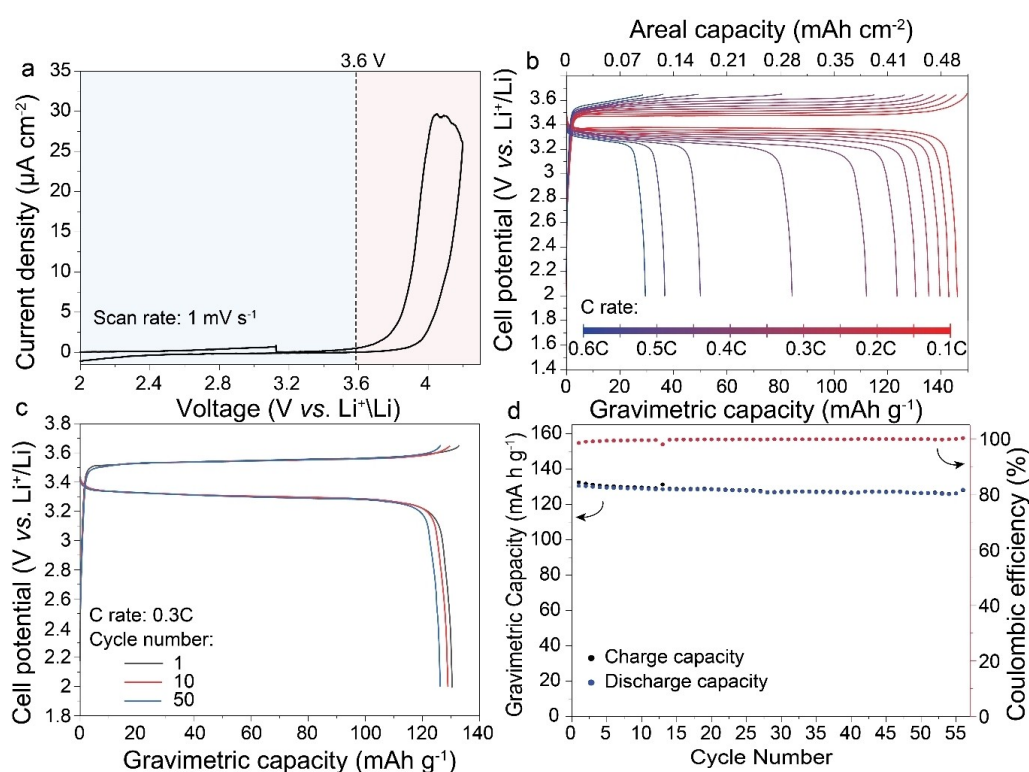 a
3.6 V
35
30
25
20
15
10
5
0
Current density (µA cm⁻²)
Scan rate: 1 mV s⁻¹
2 2.4 2.8 3.2 3.6 4
Voltage (V vs. Li⁺\Li)
b
Areal capacity (mAh cm⁻²)
0 0.07 0.14 0.21 0.28 0.34 0.41 0.48
3.6
3.4
3.2
3
2.8
2.6
2.4
2.2
2
1.8
1.6
1.4
Cell potential (V vs. Li⁺/Li)
C rate:
0.6C 0.5C 0.4C 0.3C 0.2C 0.1C
0 20 40 60 80 100 120 140
Gravimetric capacity (mAh g⁻¹)
c
3.8
3.6
3.4
3.2
3
2.8
2.6
2.4
2.2
2
1.8
Cell potential (V vs. Li⁺/Li)
C rate: 0.3C
Cycle number:
1
10
50
0 20 40 60 80 100 120 140
Gravimetric capacity (mAh g⁻¹)
d
160
140
120
100
80
60
40
20
0
Gravimetric Capacity (mA h g⁻¹)
Charge capacity
Discharge capacity
100
80
60
40
20
0
Coulombic efficiency (%)
0 5 10 15 20 25 30 35 40 45 50 55
Cycle Number